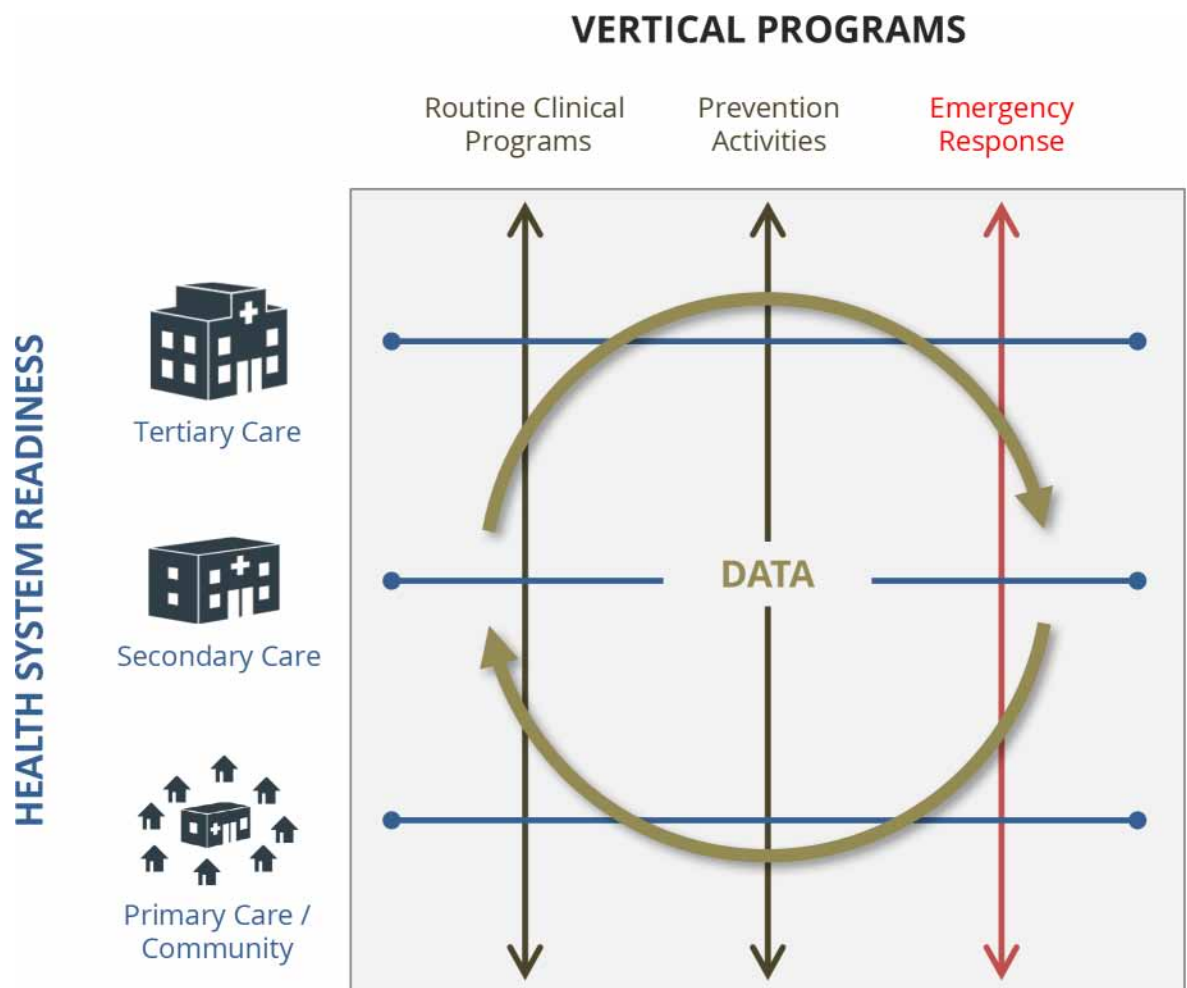 VERTICAL PROGRAMS
Routine Clinical
Programs
Prevention
Activities
Emergency
Response
HEALTH SYSTEM READINESS
Tertiary Care
DATA
Secondary Care
Primary Care /
Community